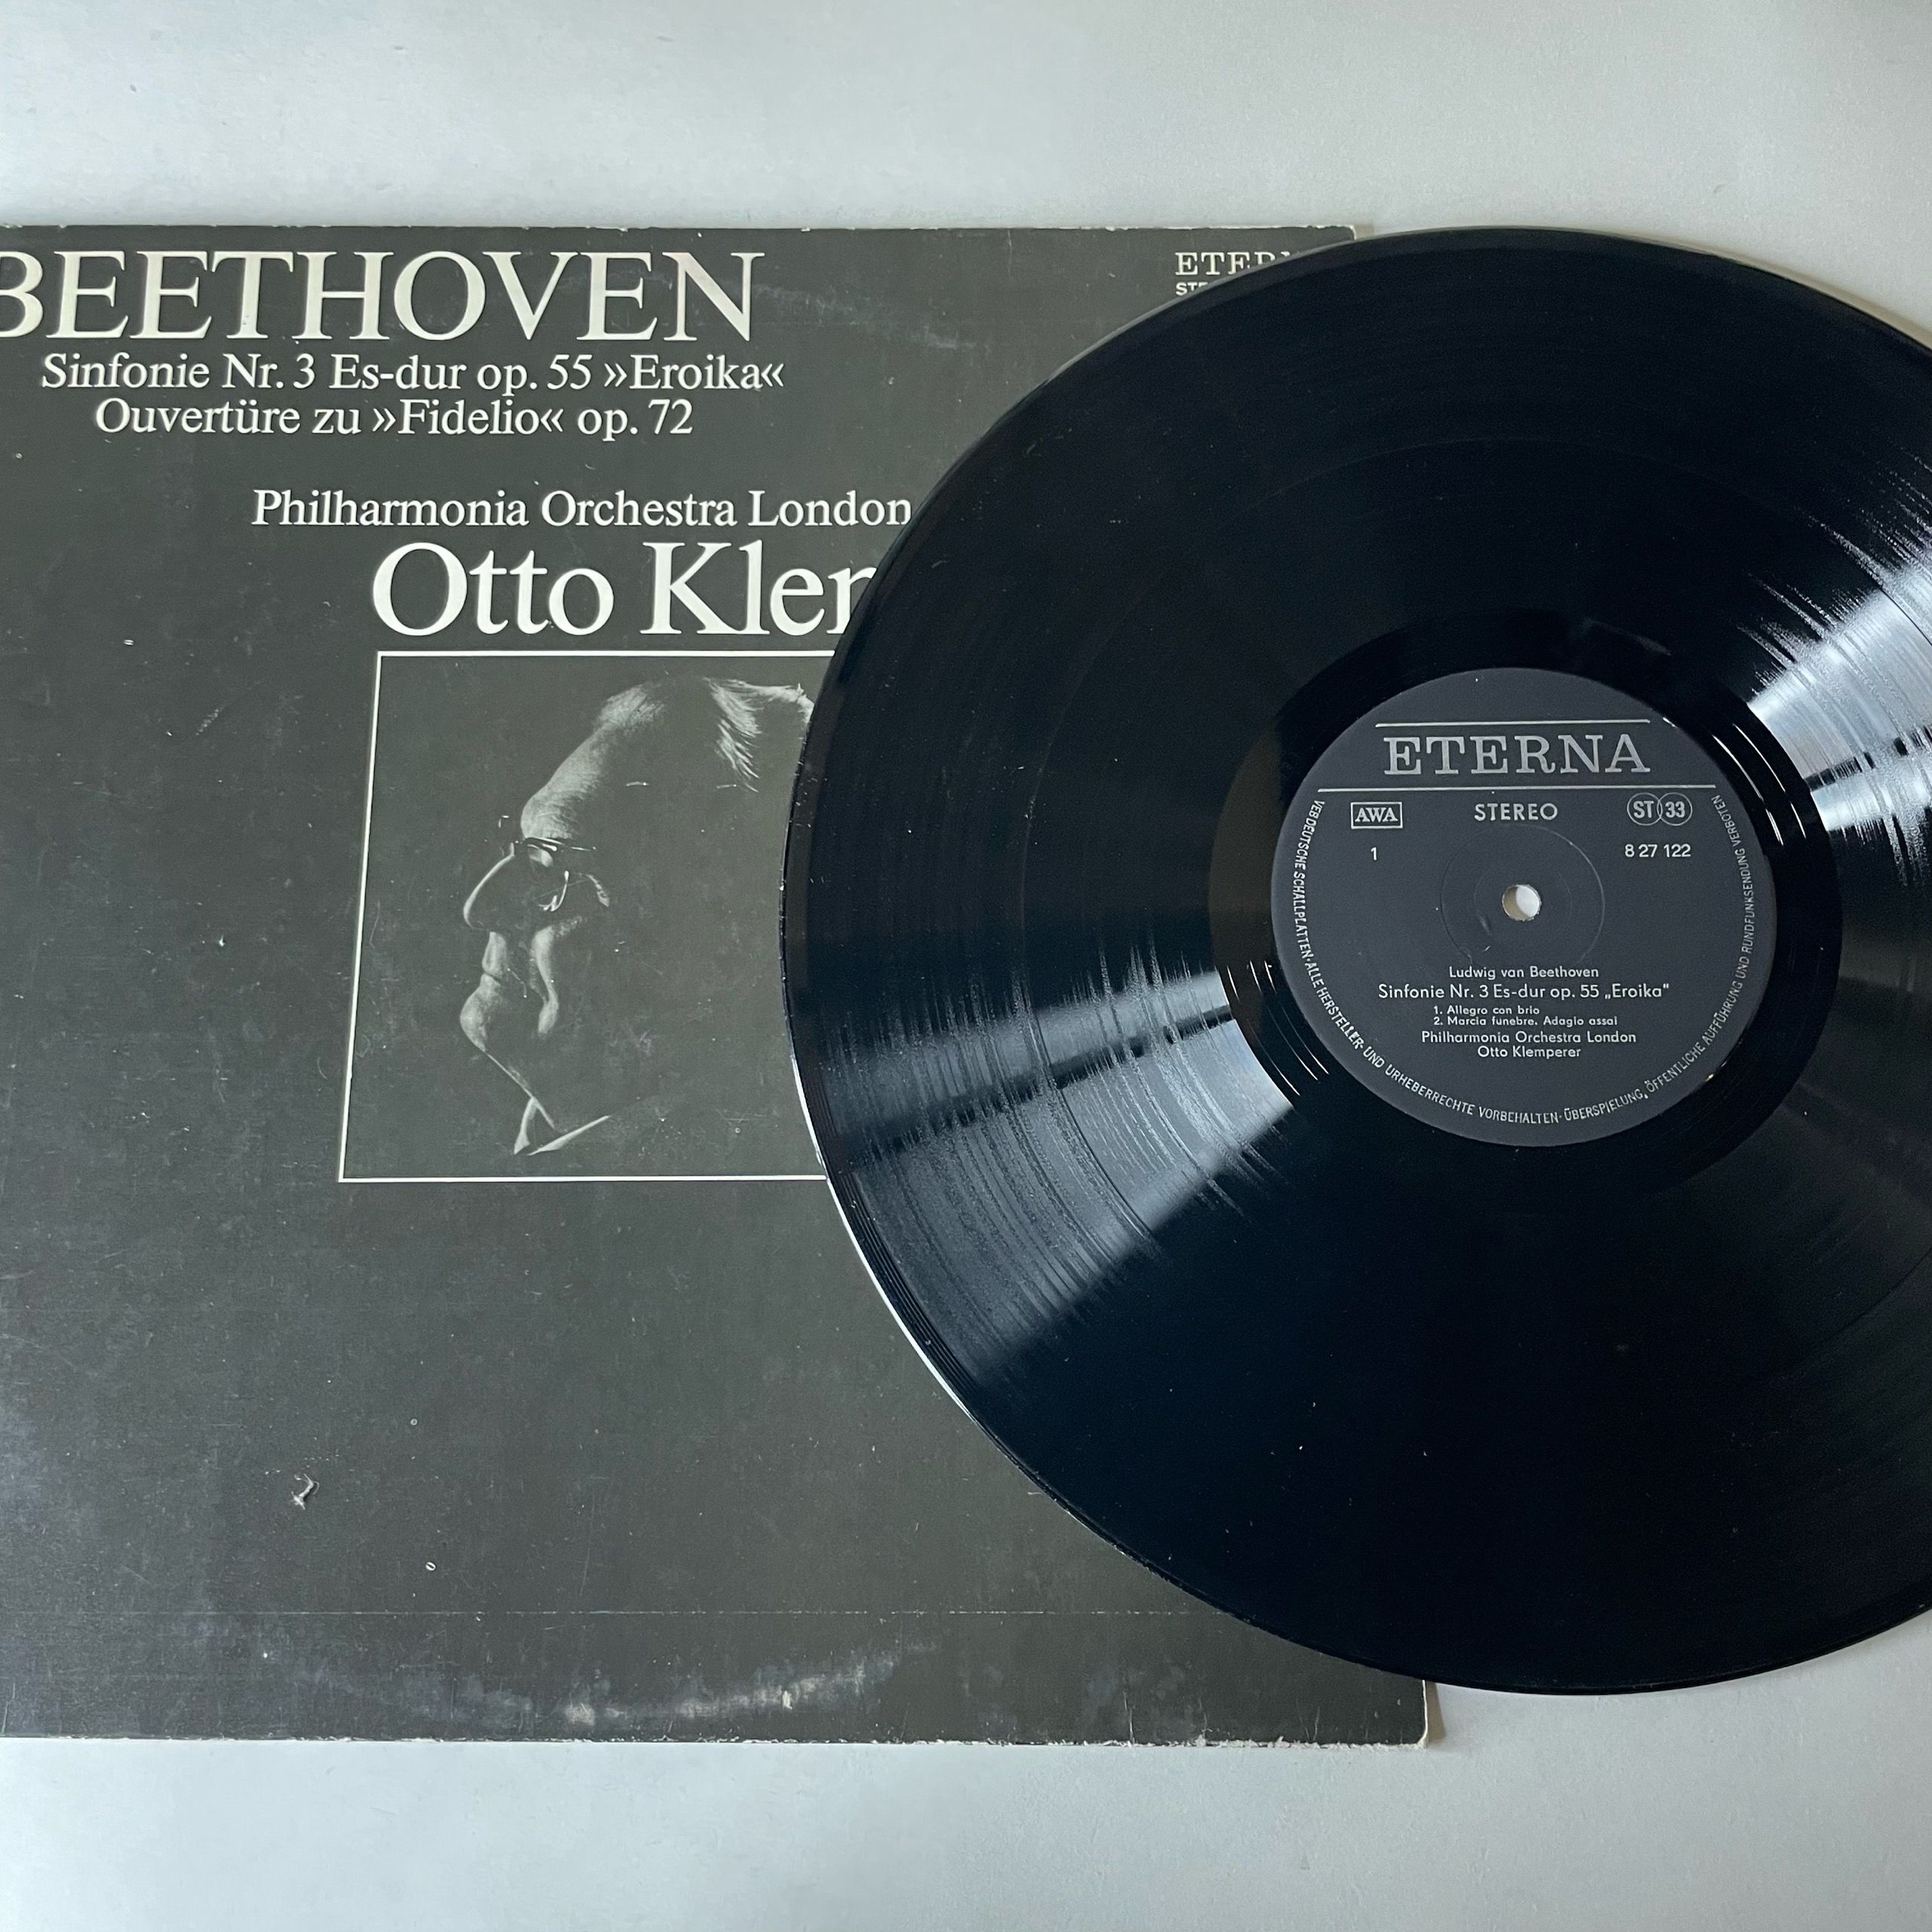 BEETHOVEN
Sinfonie Nr. 3 Es-dur op. 55 »Eroika«
Ouvertüre zu »Fidelio« op. 72
Philharmonia Orchestra London
Otto Klem
ETERN
STE
ETERNA
AWA STEREO ST 33
1 8 27 122
Ludwig van Beethoven
Sinfonie Nr. 3 Es-dur op. 55 „Eroika"
1. Allegro con brio
2. Marcia funebre. Adagio assai
Philharmonia Orchestra London
Otto Klemperer
VEB DEUTSCHE SCHALLPLATTEN·ALLE HERSTELLER- UND URHEBERRECHTE VORBEHALTEN·ÜBERSPIELUNG, ÖFFENTLICHE AUFFÜHRUNG UND RUNDFUNKSENDUNG VERBOTEN